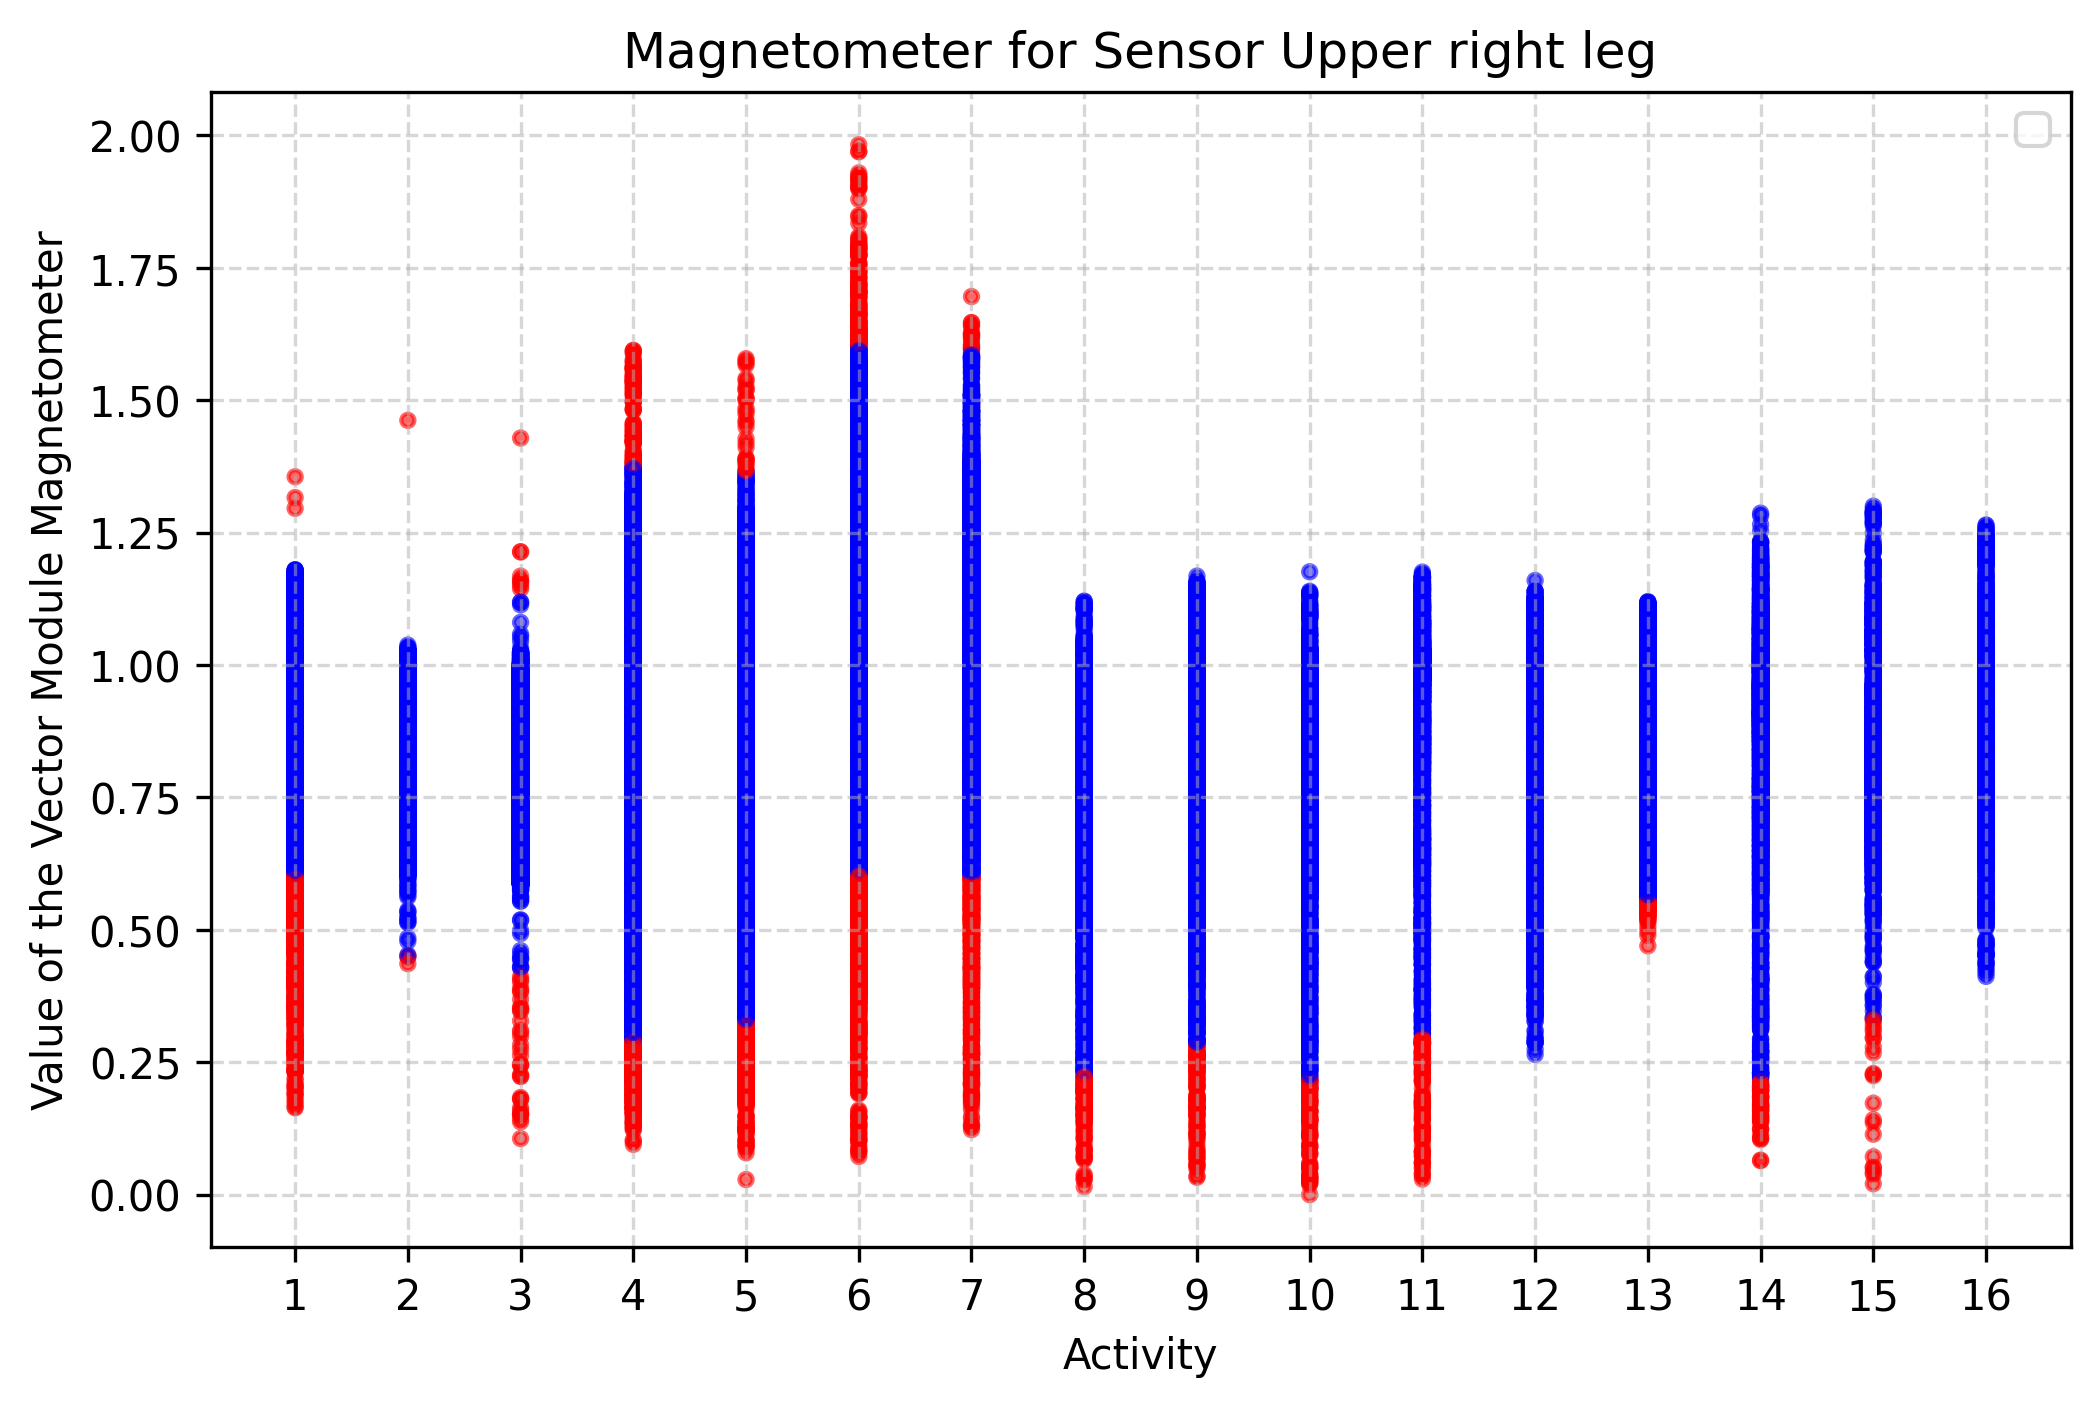 Magnetometer for Sensor Upper right leg
Value of the Vector Module Magnetometer
2.00
1.75
1.50
1.25
1.00
0.75
0.50
0.25
0.00
1 2 3 4 5 6 7 8 9 10 11 12 13 14 15 16
Activity